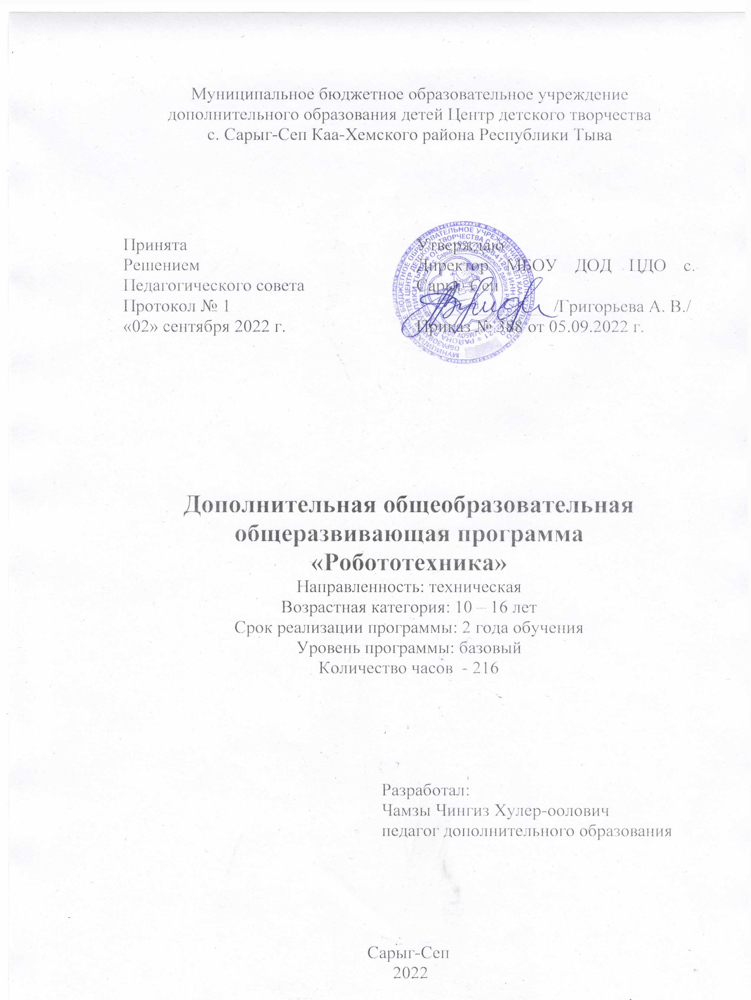 Муниципальное бюджетное образовательное учреждение
дополнительного образования детей Центр детского творчества
с. Сарыг-Сеп Каа-Хемского района Республики Тыва
Принята
Решением
Педагогического совета
Протокол № 1
«02» сентября 2022 г.
Утверждаю
Директор МБОУ ДОД ЦДО с.
Сарыг-Сеп
/Григорьева А. В./
Приказ № 388 от 05.09.2022 г.
Дополнительная общеобразовательная
общеразвивающая программа
«Робототехника»
Направленность: техническая
Возрастная категория: 10 – 16 лет
Срок реализации программы: 2 года обучения
Уровень программы: базовый
Количество часов - 216
Разработал:
Чамзы Чингиз Хулер-оолович
педагог дополнительного образования
Сарыг-Сеп
2022